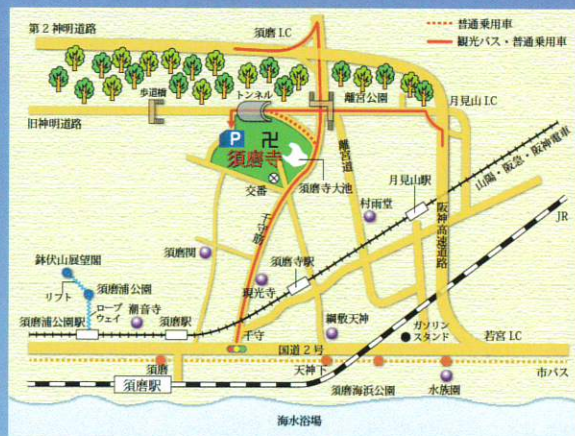 第2神明道路
須磨I.C
普通乗用車
観光バス・普通乗用車
歩道橋
トンネル
離宮公園
月見山I.C
旧神明道路
P
卍
須磨寺
交番
須磨寺大池
離宮道
月見山駅
山陽・阪急・阪神電車
阪神高速道路
JR
村雨堂
千守線
須磨関
須磨寺駅
現光寺
鉢伏山展望閣
リフト
須磨浦公園
ロープ
ウェイ
潮音寺
須磨浦公園駅
須磨駅
千守
綱敷天神
ガソリン
スタンド
若宮I.C
国道2号
須磨
天神下
市バス
須磨駅
須磨海浜公園
水族園
海水浴場